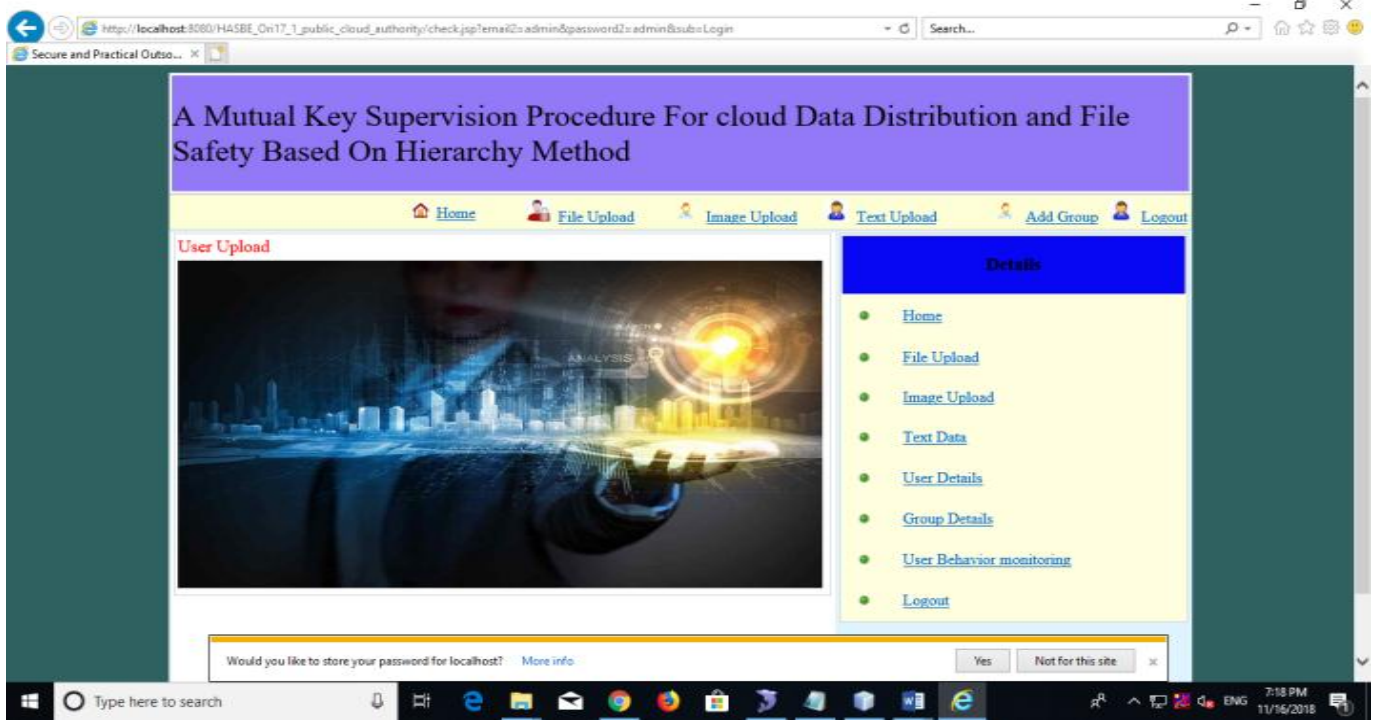 http://localhost:8080/HASBE_Ori17_1_public_cloud_authority/check.jsp?email2=admin&password2=admin&sub=Login
Search...
Secure and Practical Outso...
A Mutual Key Supervision Procedure For cloud Data Distribution and File
Safety Based On Hierarchy Method
Home File Upload Image Upload Text Upload Add Group Logout
User Upload
ANALYSIS
Details
Home
File Upload
Image Upload
Text Data
User Details
Group Details
User Behavior monitoring
Logout
Would you like to store your password for localhost? More info Yes Not for this site
Type here to search
ENG
7:18 PM
11/16/2018